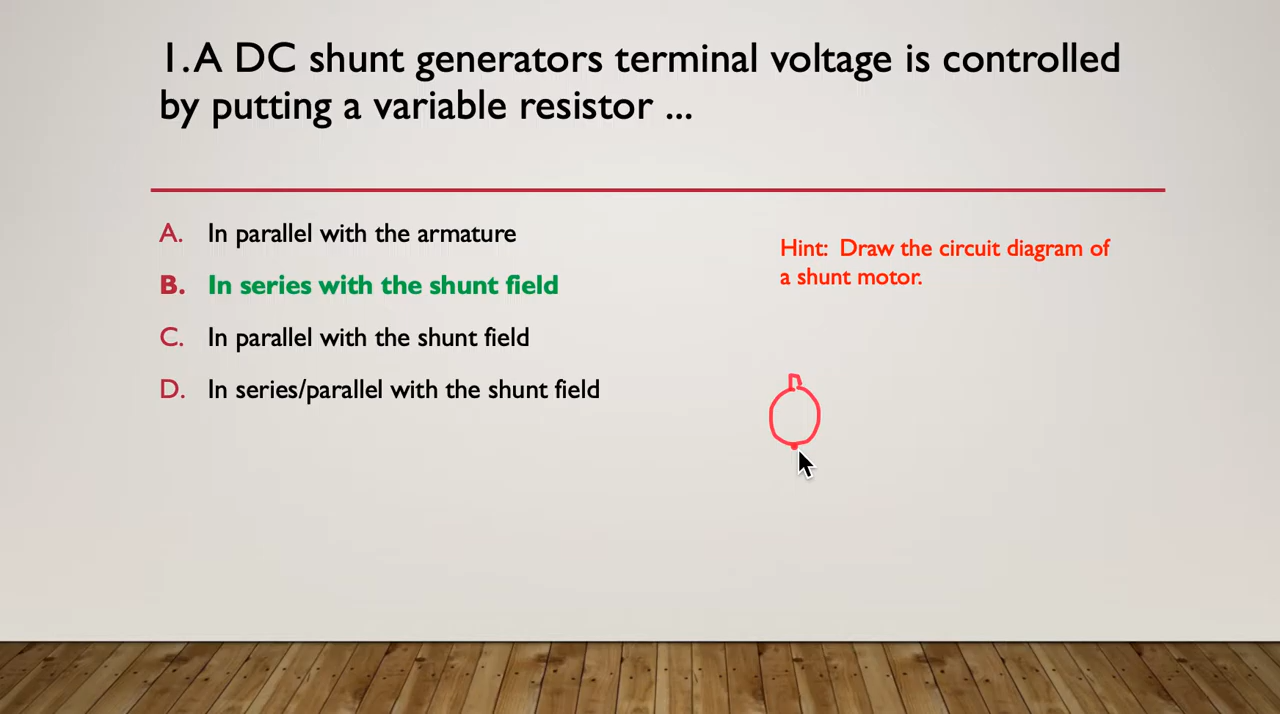 1.A DC shunt generators terminal voltage is controlled
by putting a variable resistor ...
A. In parallel with the armature
B. In series with the shunt field
C. In parallel with the shunt field
D. In series/parallel with the shunt field
Hint: Draw the circuit diagram of
a shunt motor.